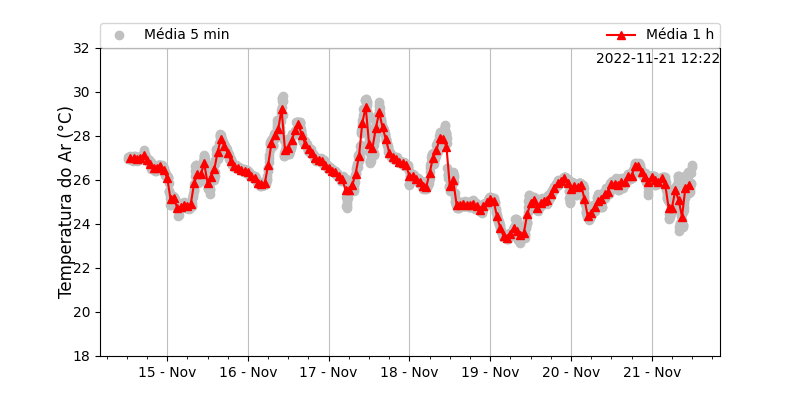 Média 5 min
Média 1 h
2022-11-21 12:22
Temperatura do Ar (°C)
32
30
28
26
24
22
20
18
15 - Nov
16 - Nov
17 - Nov
18 - Nov
19 - Nov
20 - Nov
21 - Nov